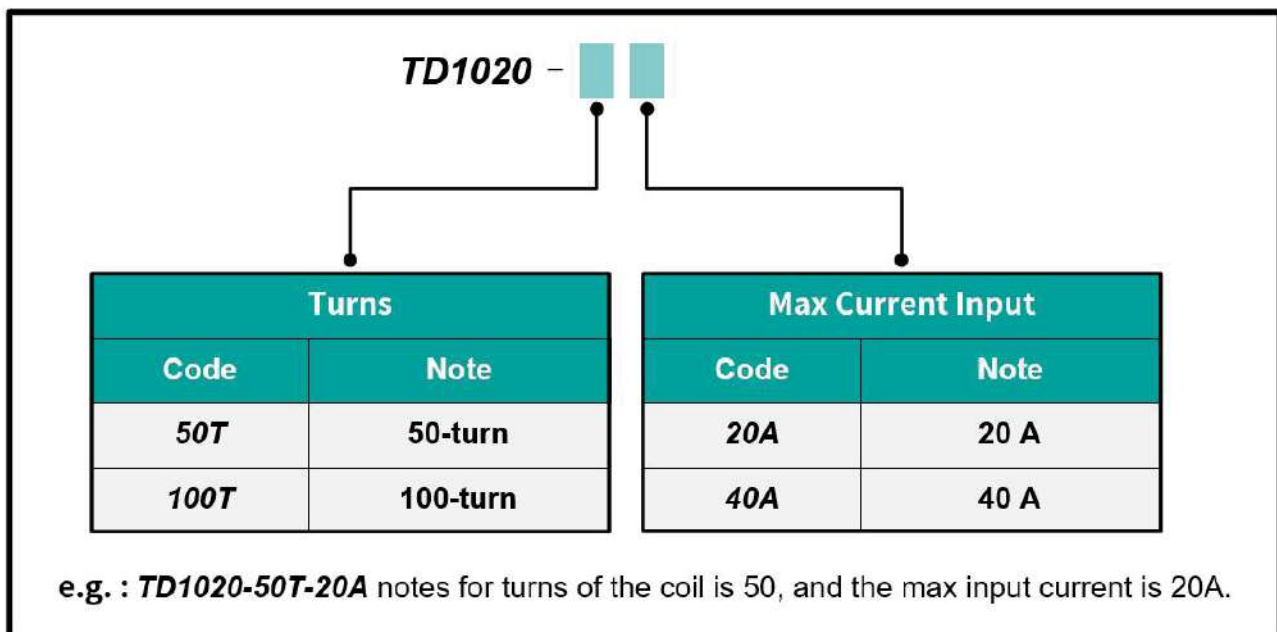 TD1020 -
Turns
Code Note
50T 50-turn
100T 100-turn
Max Current Input
Code Note
20A 20 A
40A 40 A
e.g. : TD1020-50T-20A notes for turns of the coil is 50, and the max input current is 20A.